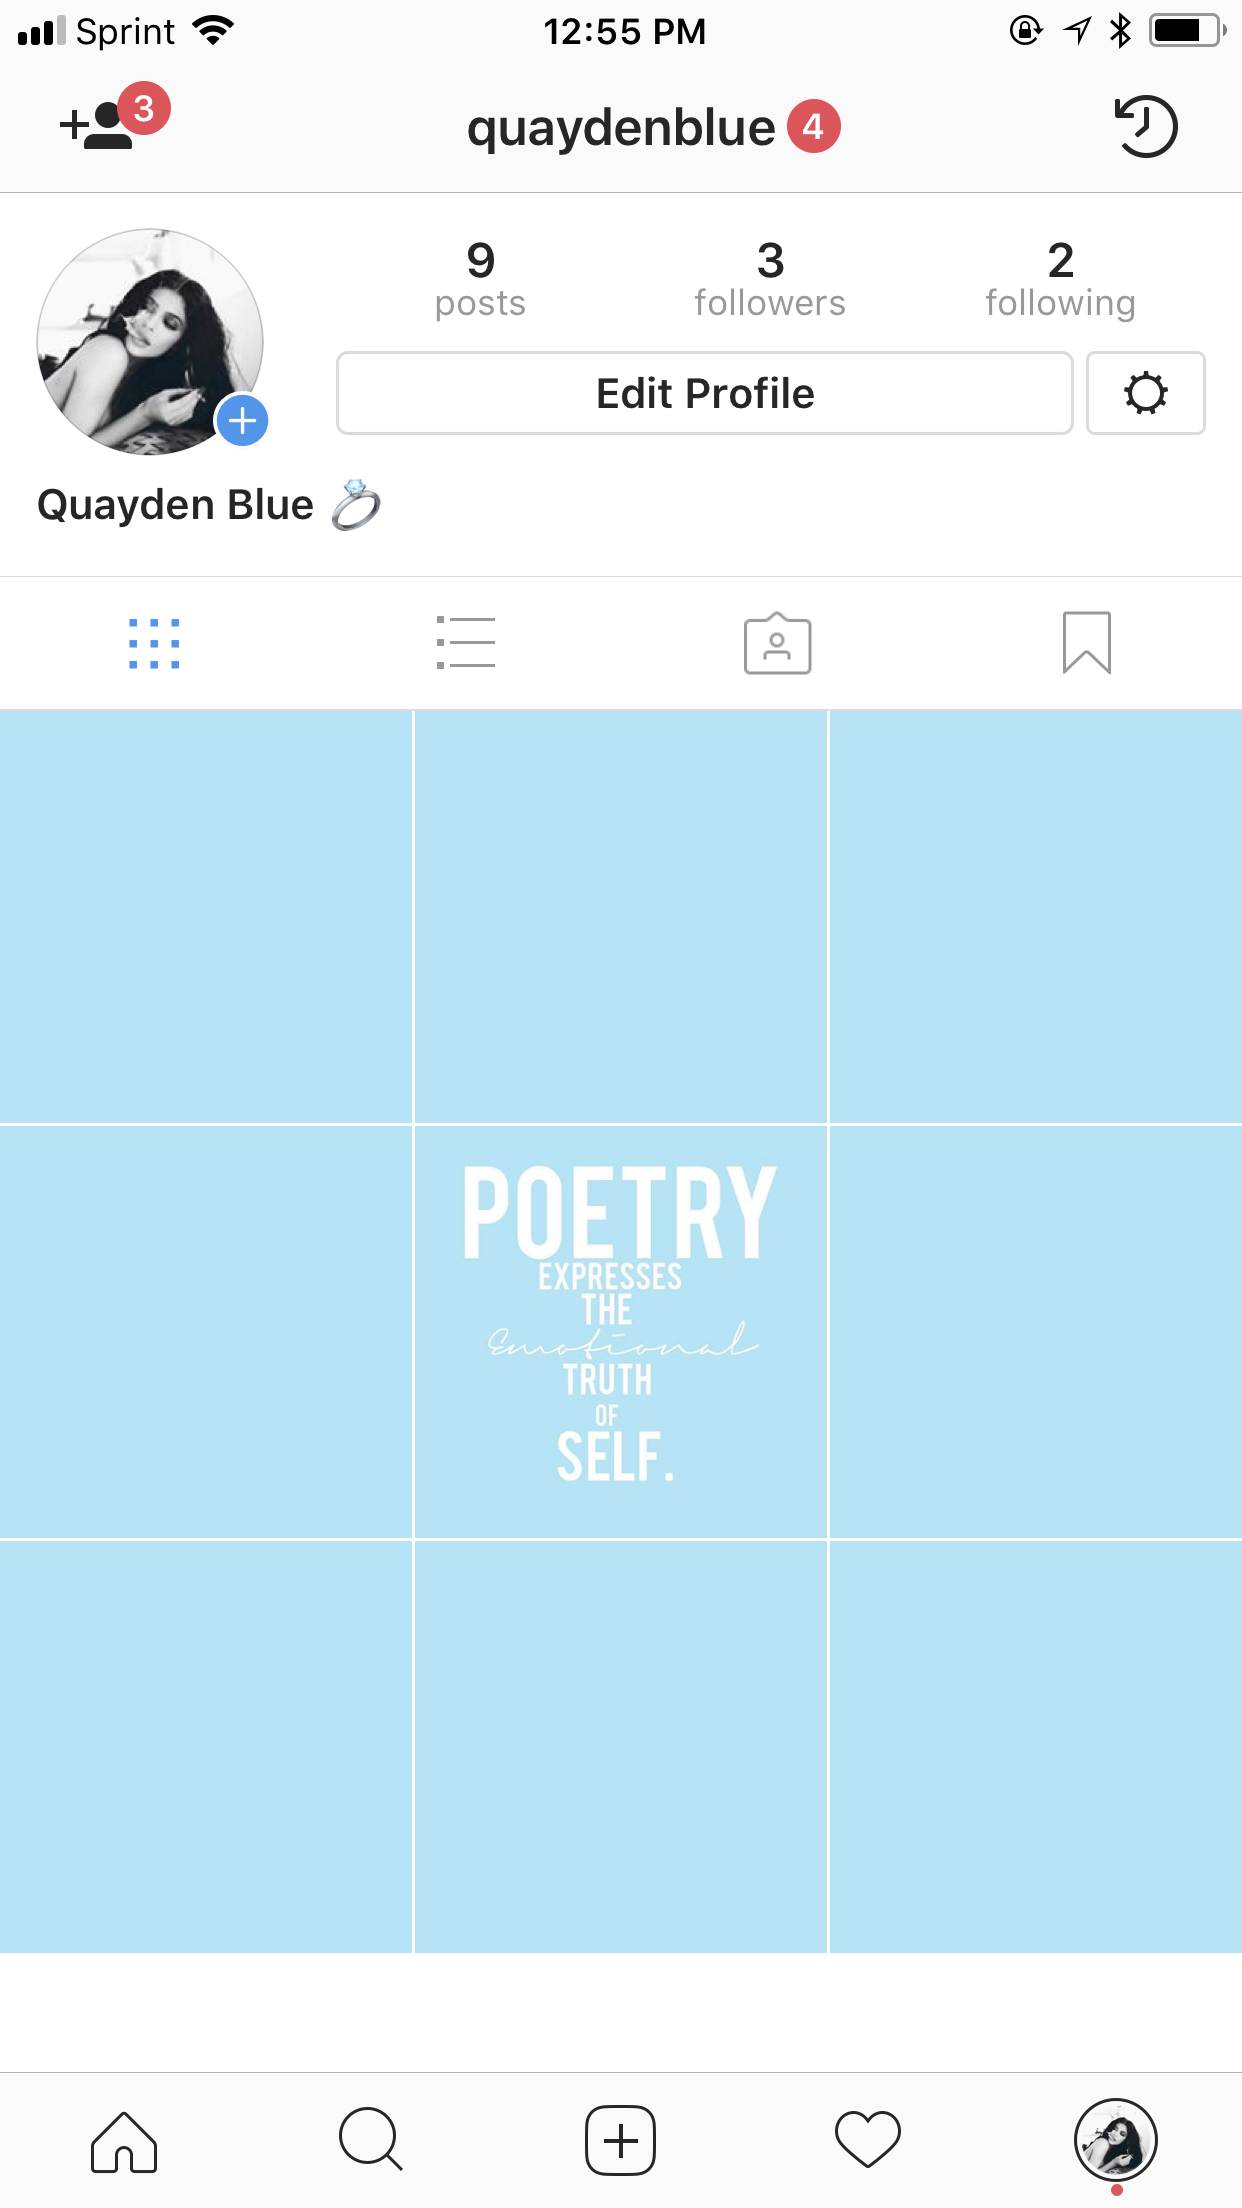 Sprint 12:55 PM
3 quaydenblue 4
9 3 2
posts followers following
Edit Profile
Quayden Blue 💍
POETRY
EXPRESSES
THE
Emotional
TRUTH
OF
SELF.